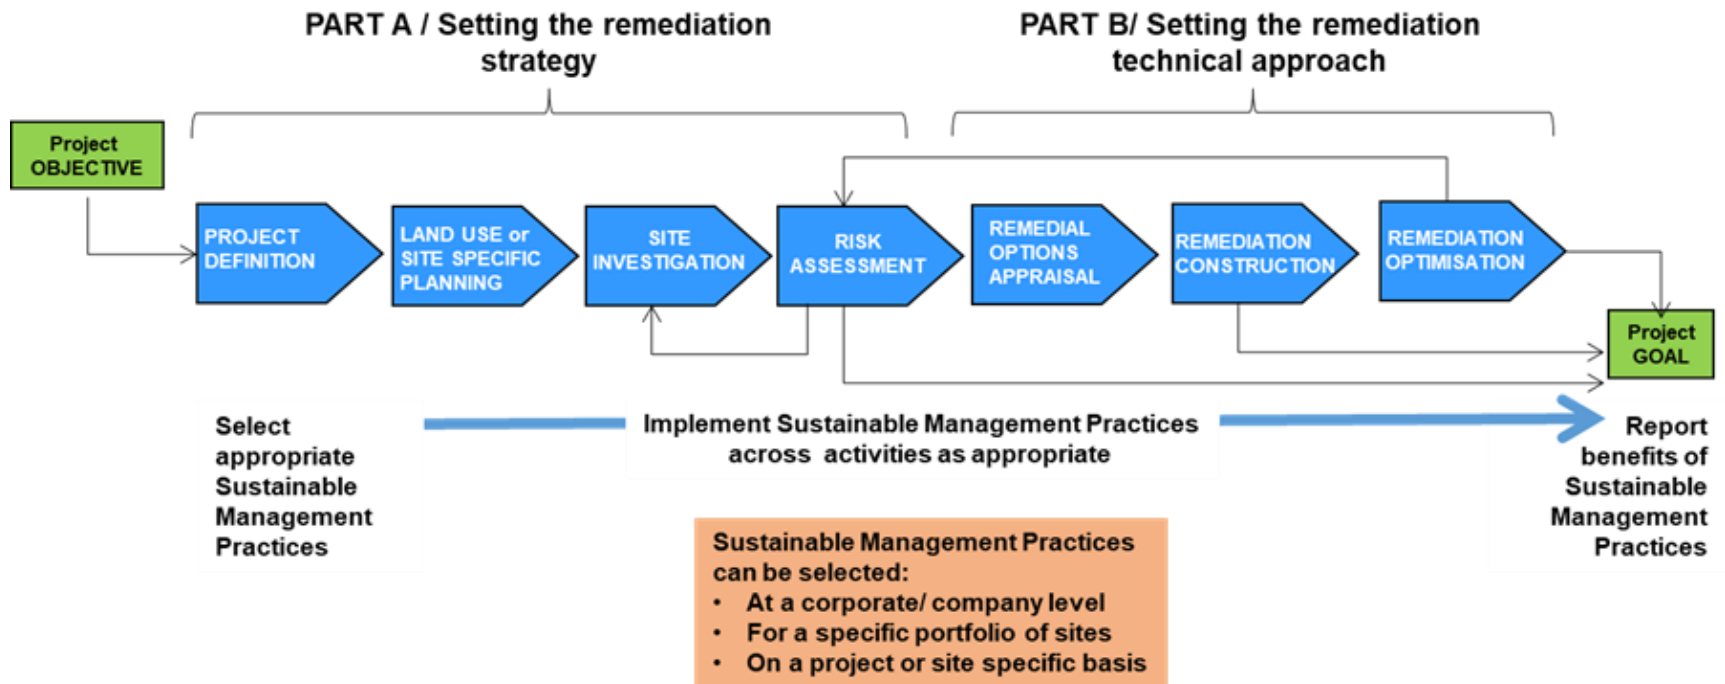 PART A / Setting the remediation
strategy
PART B/ Setting the remediation
technical approach
Project
OBJECTIVE
PROJECT
DEFINITION
LAND USE or
SITE SPECIFIC
PLANNING
SITE
INVESTIGATION
RISK
ASSESSMENT
REMEDIAL
OPTIONS
APPRAISAL
REMEDIATION
CONSTRUCTION
REMEDIATION
OPTIMISATION
Project
GOAL
Select
appropriate
Sustainable
Management
Practices
Implement Sustainable Management Practices
across activities as appropriate
Report
benefits of
Sustainable
Management
Practices
Sustainable Management Practices
can be selected:
• At a corporate/ company level
• For a specific portfolio of sites
• On a project or site specific basis